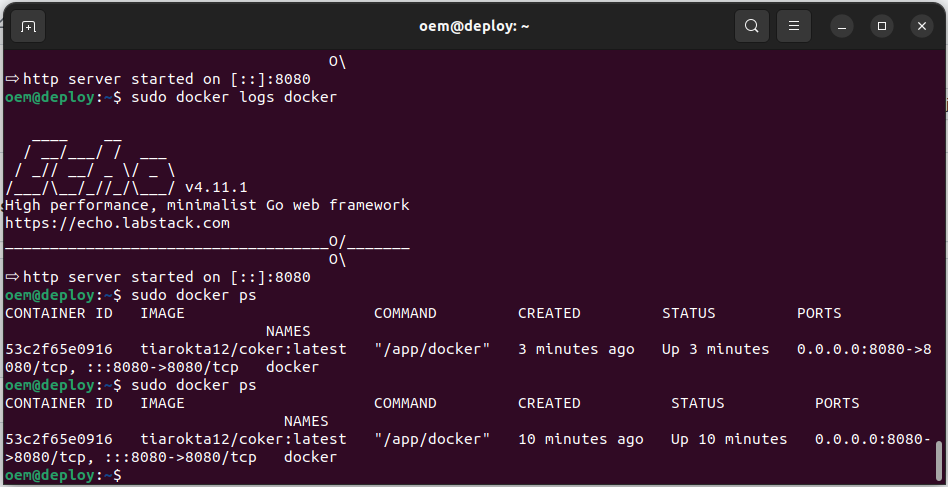 oem@deploy: ~
                                    O\
⇨ http server started on [::]:8080
oem@deploy:~$ sudo docker logs docker
   ____    __
  / __/___/ /  ___
 / _// __/ _ \/ _ \
/___/\__/_//_/\___/ v4.11.1
High performance, minimalist Go web framework
https://echo.labstack.com
____________________________________O/_______
                                    O\
⇨ http server started on [::]:8080
oem@deploy:~$ sudo docker ps
CONTAINER ID   IMAGE                     COMMAND         CREATED         STATUS         PORTS
                             NAMES
53c2f65e0916   tiarokta12/coker:latest   "/app/docker"   3 minutes ago   Up 3 minutes   0.0.0.0:8080->8
080/tcp, :::8080->8080/tcp   docker
oem@deploy:~$ sudo docker ps
CONTAINER ID   IMAGE                     COMMAND         CREATED          STATUS          PORTS
                               NAMES
53c2f65e0916   tiarokta12/coker:latest   "/app/docker"   10 minutes ago   Up 10 minutes   0.0.0.0:8080-
>8080/tcp, :::8080->8080/tcp   docker
oem@deploy:~$